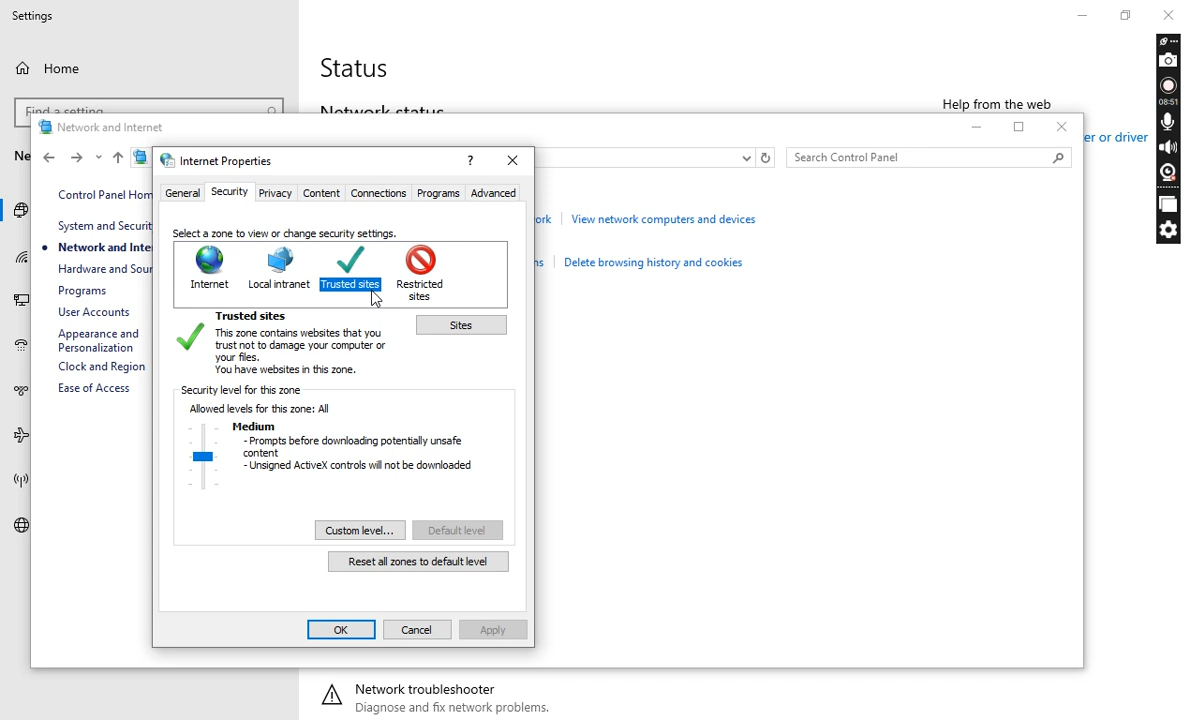 Settings
Home
Find a setting
Status
Network status
Help from the web
er or driver
08:51
Ne
Network and Internet
Search Control Panel
Control Panel Hom
System and Securit
Network and Inte
Hardware and Sour
Programs
User Accounts
Appearance and
Personalization
Clock and Region
Ease of Access
ork
View network computers and devices
ns
Delete browsing history and cookies
Internet Properties
?
General
Security
Privacy
Content
Connections
Programs
Advanced
Select a zone to view or change security settings.
Internet
Local intranet
Trusted sites
Restricted
sites
Trusted sites
Sites
This zone contains websites that you
trust not to damage your computer or
your files.
You have websites in this zone.
Security level for this zone
Allowed levels for this zone: All
Medium
- Prompts before downloading potentially unsafe
content
- Unsigned ActiveX controls will not be downloaded
Custom level...
Default level
Reset all zones to default level
OK
Cancel
Apply
Network troubleshooter
Diagnose and fix network problems.